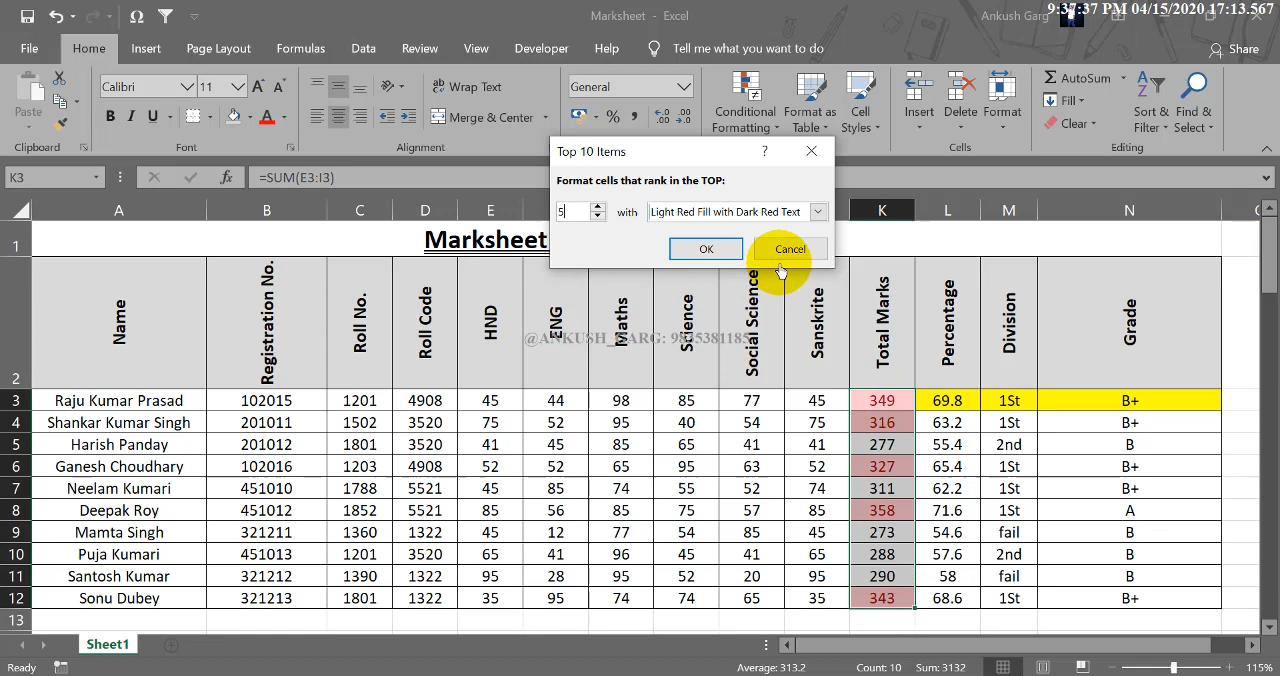 Marksheet - Excel
Ankush Garg
9:37:37 PM 04/15/2020 17:13.567
File Home Insert Page Layout Formulas Data Review View Developer Help Tell me what you want to do Share
Calibri 11 General
Wrap Text AutoSum
Paste Merge & Center Conditional Formatting Format as Table Cell Styles Insert Delete Format Fill Clear Sort & Filter Find & Select
Clipboard Font Alignment Cells Editing
Top 10 Items
Format cells that rank in the TOP:
5 with Light Red Fill with Dark Red Text
OK Cancel
K3 fx =SUM(E3:I3)
A B C D E K L M N
1 Marksheet
2 Name Registration No. Roll No. Roll Code HND ENG Maths Science Social Science Sanskrite Total Marks Percentage Division Grade
@ANKUSH_GARG: 9835381185
3 Raju Kumar Prasad 102015 1201 4908 45 44 98 85 77 45 349 69.8 1St B+
4 Shankar Kumar Singh 201011 1502 3520 75 52 95 40 54 75 316 63.2 1St B+
5 Harish Panday 201012 1801 3520 41 45 85 65 41 41 277 55.4 2nd B
6 Ganesh Choudhary 102016 1203 4908 52 52 65 95 63 52 327 65.4 1St B+
7 Neelam Kumari 451010 1788 5521 45 85 74 55 52 74 311 62.2 1St B+
8 Deepak Roy 451012 1852 5521 85 56 85 75 57 85 358 71.6 1St A
9 Mamta Singh 321211 1360 1322 45 12 77 54 85 45 273 54.6 fail B
10 Puja Kumari 451013 1201 3520 65 41 96 45 41 65 288 57.6 2nd B
11 Santosh Kumar 321212 1390 1322 95 28 95 52 20 95 290 58 fail B
12 Sonu Dubey 321213 1801 1322 35 95 74 74 65 35 343 68.6 1St B+
13
Sheet1
Ready Average: 313.2 Count: 10 Sum: 3132 115%